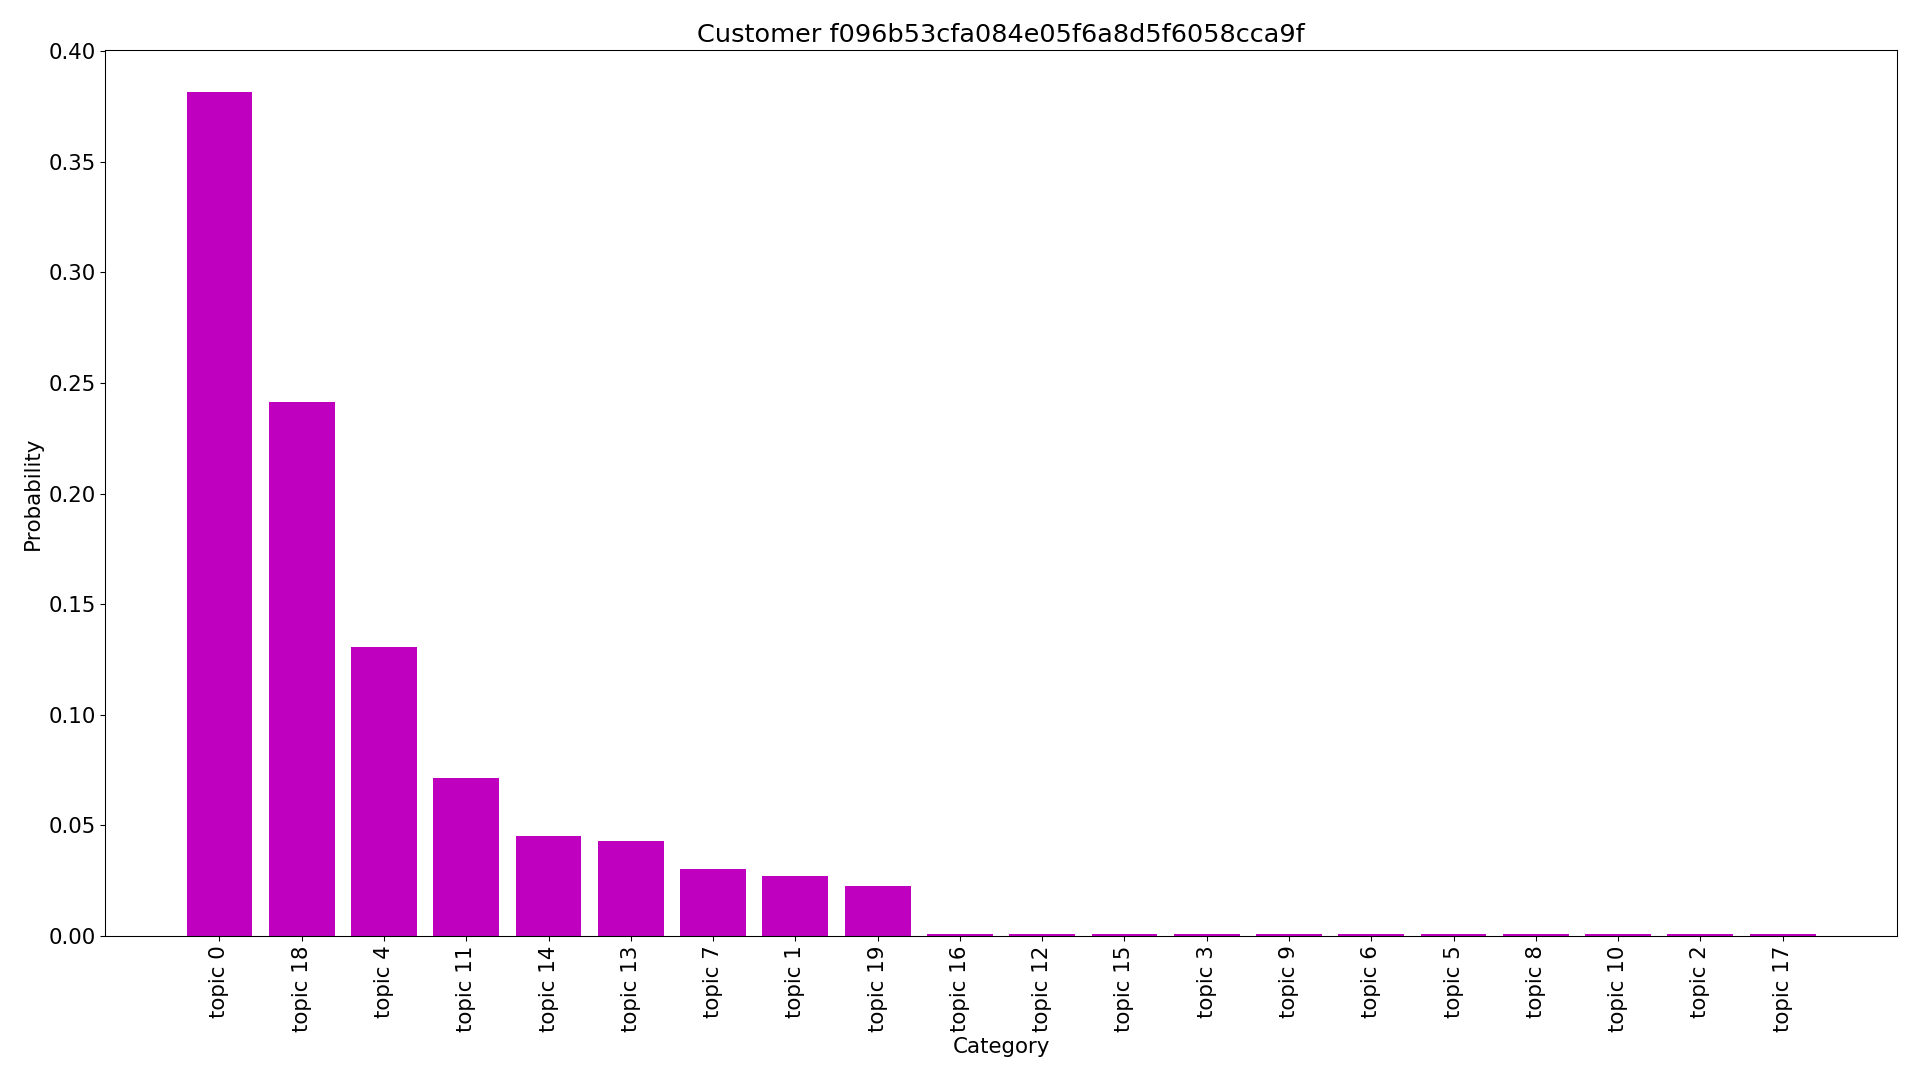 Customer f096b53cfa084e05f6a8d5f6058cca9f
0.40
0.35
0.30
0.25
0.20
0.15
0.10
0.05
0.00
Probability
topic 0
topic 18
topic 4
topic 11
topic 14
topic 13
topic 7
topic 1
topic 19
topic 16
topic 12
topic 15
topic 3
topic 9
topic 6
topic 5
topic 8
topic 10
topic 2
topic 17
Category